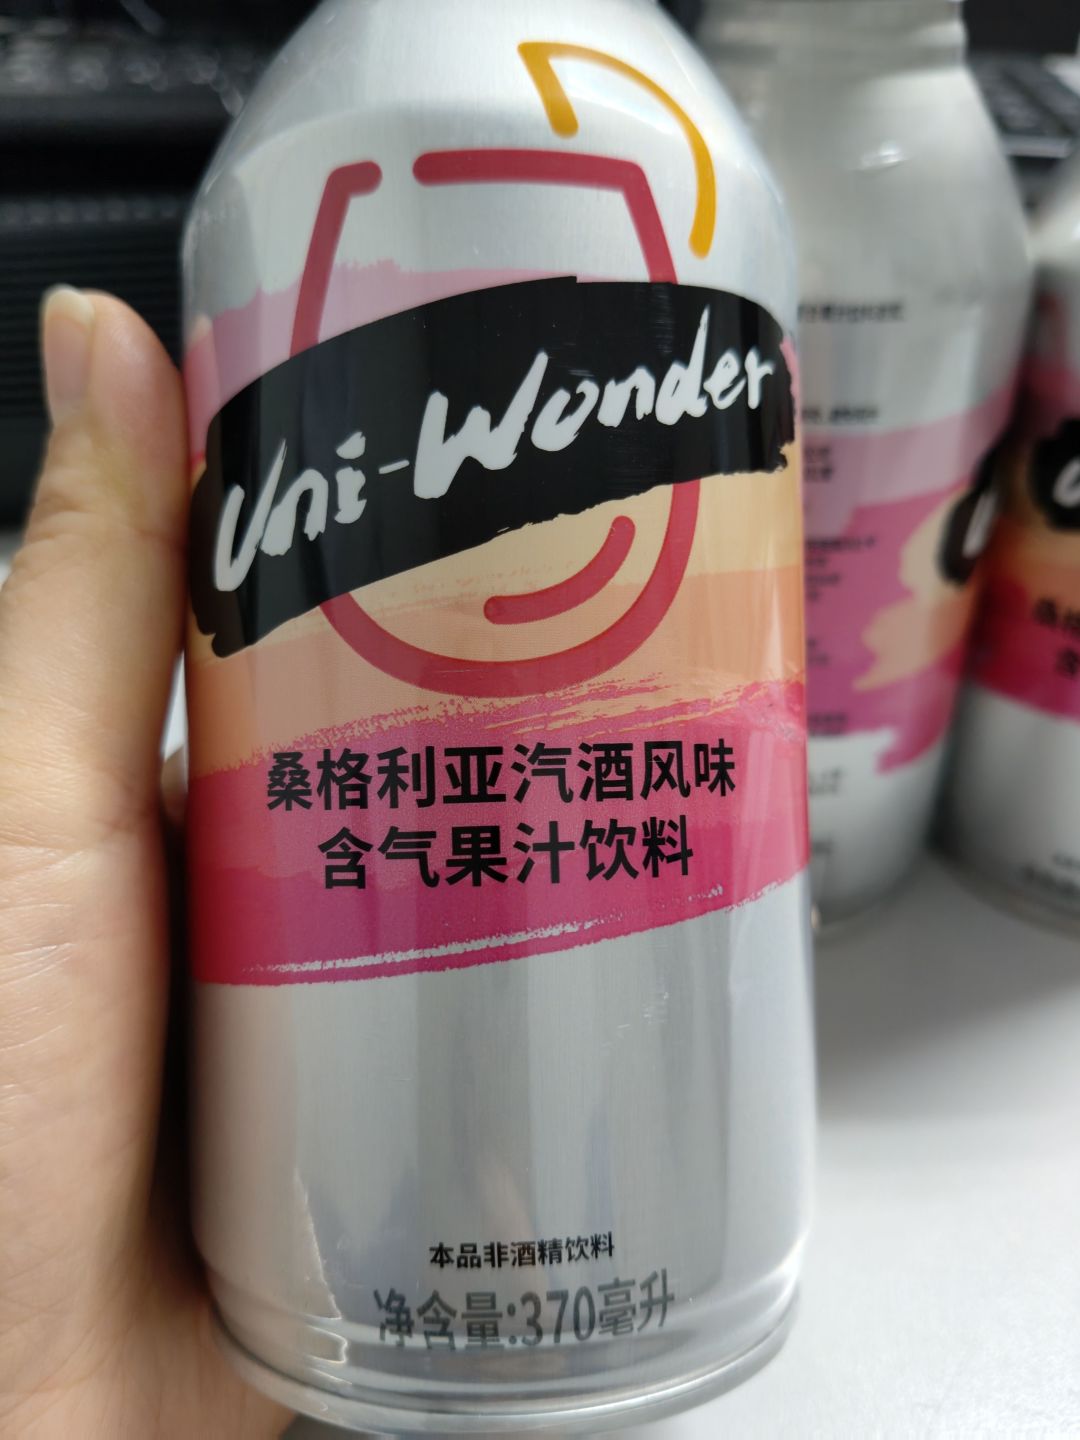 Uni-Wonder
桑格利亚汽酒风味
含气果汁饮料
本品非酒精饮料
净含量:370毫升